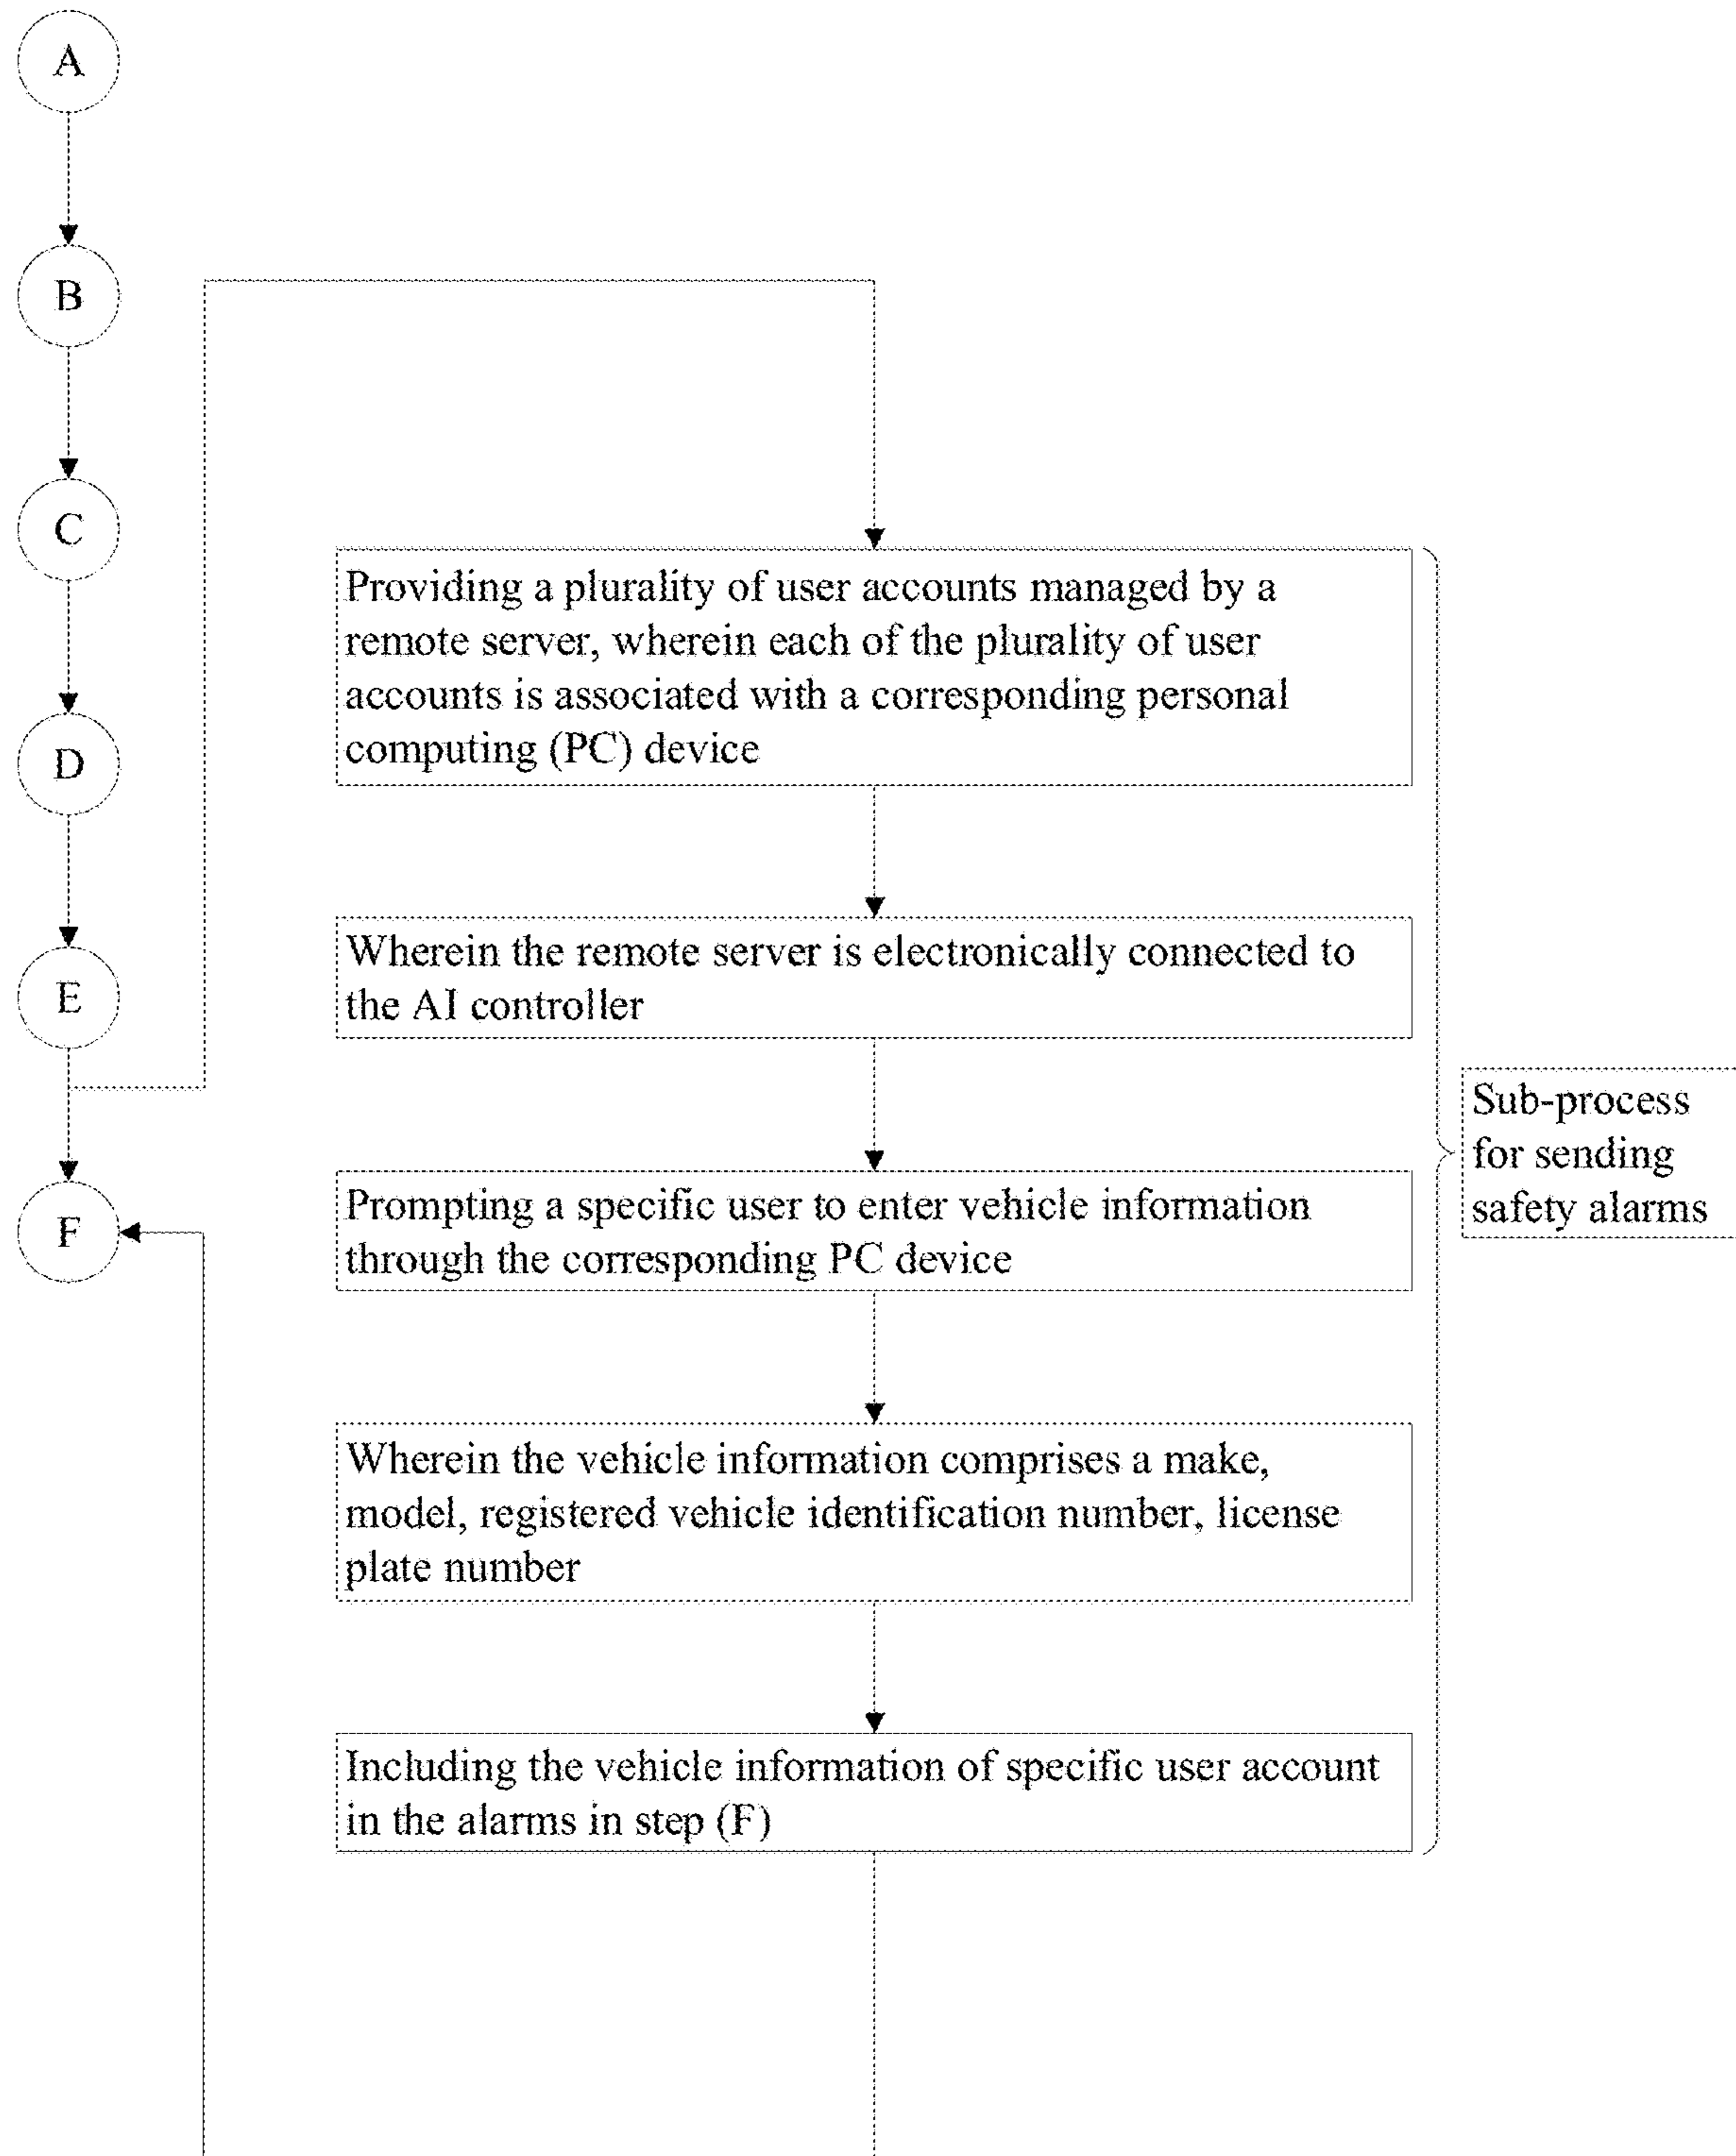 A
B
C
D
E
F
Providing a plurality of user accounts managed by a
remote server, wherein each of the plurality of user
accounts is associated with a corresponding personal
computing (PC) device
Wherein the remote server is electronically connected to
the AI controller
Prompting a specific user to enter vehicle information
through the corresponding PC device
Wherein the vehicle information comprises a make,
model, registered vehicle identification number, license
plate number
Including the vehicle information of specific user account
in the alarms in step (F)
Sub-process
for sending
safety alarms